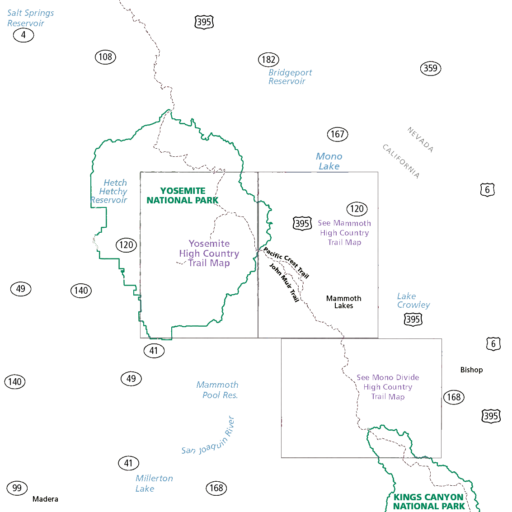 Salt Springs
Reservoir
4
395
108
182
Bridgeport
Reservoir
359
167
NEVADA
CALIFORNIA
Mono
Lake
Hetch
Hetchy
Reservoir
YOSEMITE
NATIONAL PARK
6
120
395
See Mammoth
High Country
Trail Map
120
Yosemite
High Country
Trail Map
Pacific Crest Trail
John Muir Trail
49
140
Mammoth
Lakes
Lake
Crowley
395
41
6
140
49
Mammoth
Pool Res.
See Mono Divide
High Country
Trail Map
Bishop
168
395
San Joaquin River
41
Millerton
Lake
99
Madera
168
KINGS CANYON
NATIONAL PARK